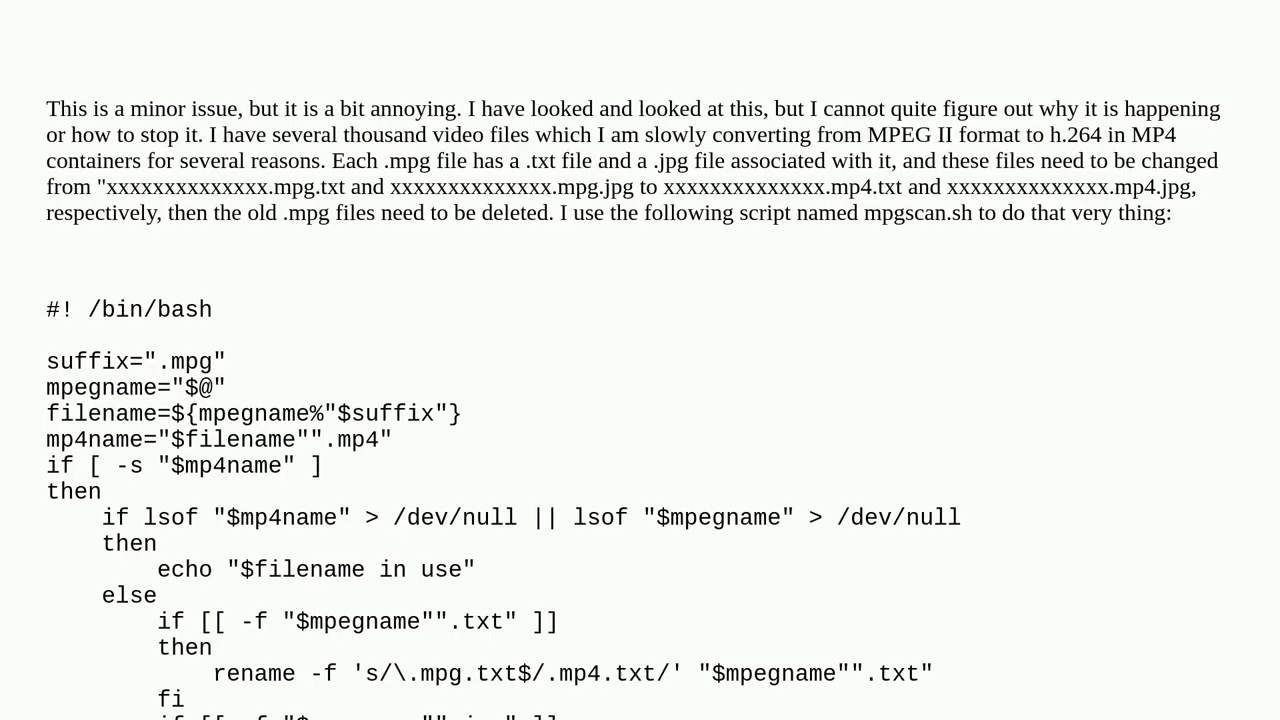 This is a minor issue, but it is a bit annoying. I have looked and looked at this, but I cannot quite figure out why it is happening
or how to stop it. I have several thousand video files which I am slowly converting from MPEG II format to h.264 in MP4
containers for several reasons. Each .mpg file has a .txt file and a .jpg file associated with it, and these files need to be changed
from "xxxxxxxxxxxxxx.mpg.txt and xxxxxxxxxxxxxx.mpg.jpg to xxxxxxxxxxxxxx.mp4.txt and xxxxxxxxxxxxxx.mp4.jpg,
respectively, then the old .mpg files need to be deleted. I use the following script named mpgscan.sh to do that very thing:
#! /bin/bash
suffix=".mpg"
mpegname="$@"
filename=${mpegname%"$suffix"}
mp4name="$filename"".mp4"
if [ -s "$mp4name" ]
then
if lsof "$mp4name" > /dev/null || lsof "$mpegname" > /dev/null
then
echo "$filename in use"
else
if [[ -f "$mpegname"".txt" ]]
then
rename -f 's/\.mpg.txt$/.mp4.txt/' "$mpegname"".txt"
fi